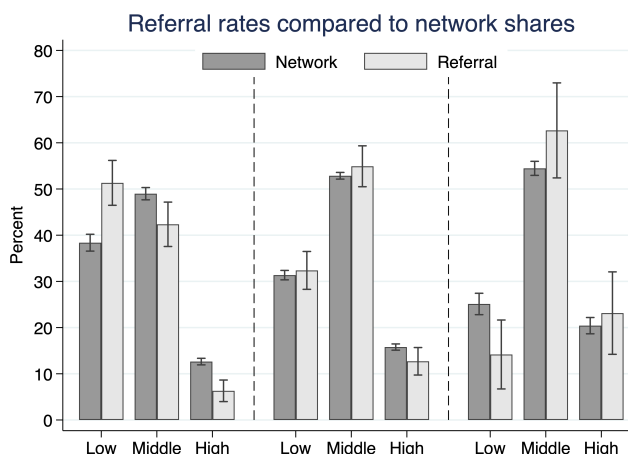 Referral rates compared to network shares
Network Referral
Percent
80
70
60
50
40
30
20
10
0
Low Middle High Low Middle High Low Middle High